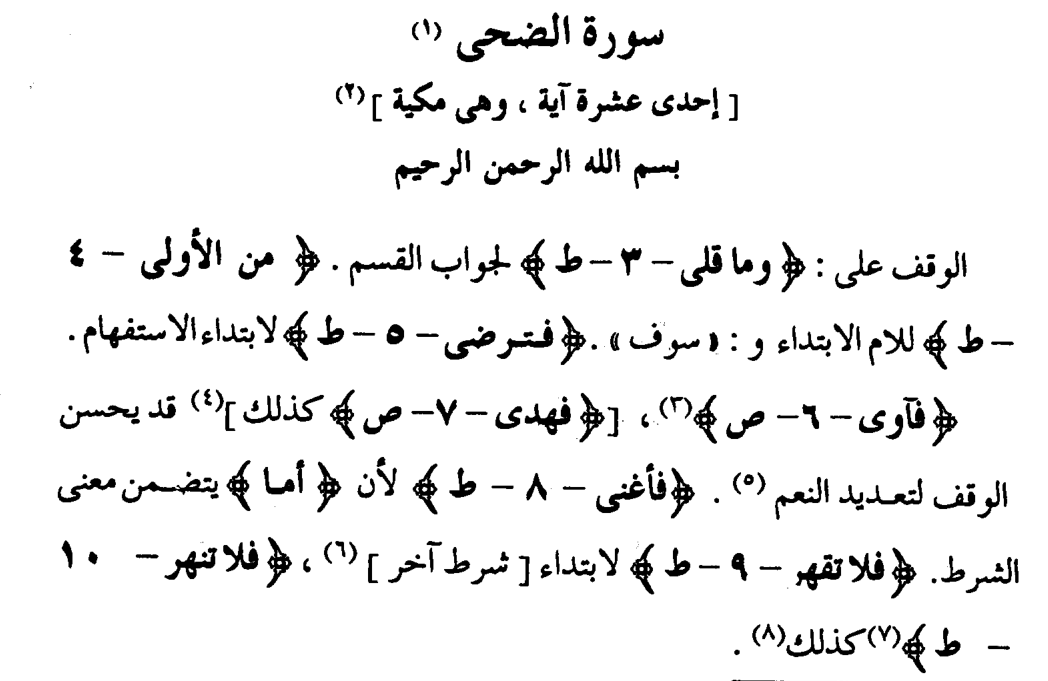 سورة الضحى (١)
[ إحدى عشرة آية ، وهى مكية ] (٢)
بسم الله الرحمن الرحيم
الوقف على : ﴿ وما قلى – ٣ – ط ﴾ لجواب القسم . ﴿ من الأولى – ٤
– ط ﴾ للام الابتداء و : « سوف » . ﴿ فترضى – ٥ – ط ﴾ لابتداء الاستفهام .
﴿ فآوى – ٦ – ص ﴾ (٣) ، [ ﴿ فهدى – ٧ – ص ﴾ كذلك ] (٤) قد يحسن
الوقف لتعديد النعم (٥) . ﴿ فأغنى – ٨ – ط ﴾ لأن ﴿ أما ﴾ يتضمن معنى
الشرط. ﴿ فلا تقهر – ٩ – ط ﴾ لابتداء [ شرط آخر ] (٦) ، ﴿ فلا تنهر – ١٠
– ط ﴾ (٧) كذلك (٨) .